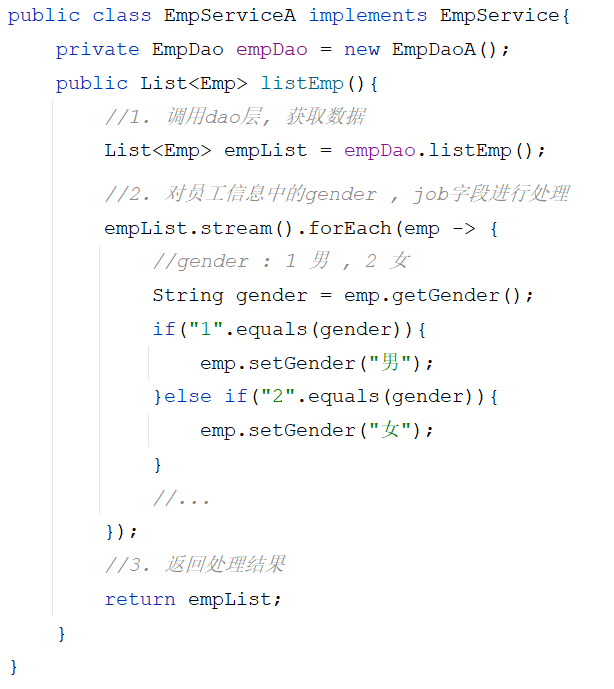 public class EmpServiceA implements EmpService{
    private EmpDao empDao = new EmpDaoA();
    public List<Emp> listEmp(){
        //1. 调用dao层, 获取数据
        List<Emp> empList = empDao.listEmp();
        //2. 对员工信息中的gender , job字段进行处理
        empList.stream().forEach(emp -> {
            //gender : 1 男 , 2 女
            String gender = emp.getGender();
            if("1".equals(gender)){
                emp.setGender("男");
            }else if("2".equals(gender)){
                emp.setGender("女");
            }
            //...
        });
        //3. 返回处理结果
        return empList;
    }
}